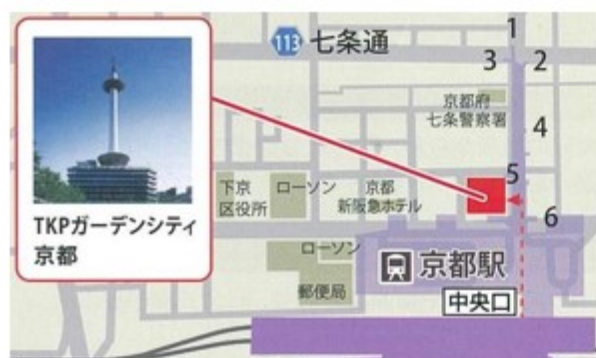 TKPガーデンシティ
京都
113 七条通
1
3
2
京都府
七条警察署
4
5
6
下京
区役所
ローソン
京都
新阪急ホテル
ローソン
郵便局
京都駅
中央口